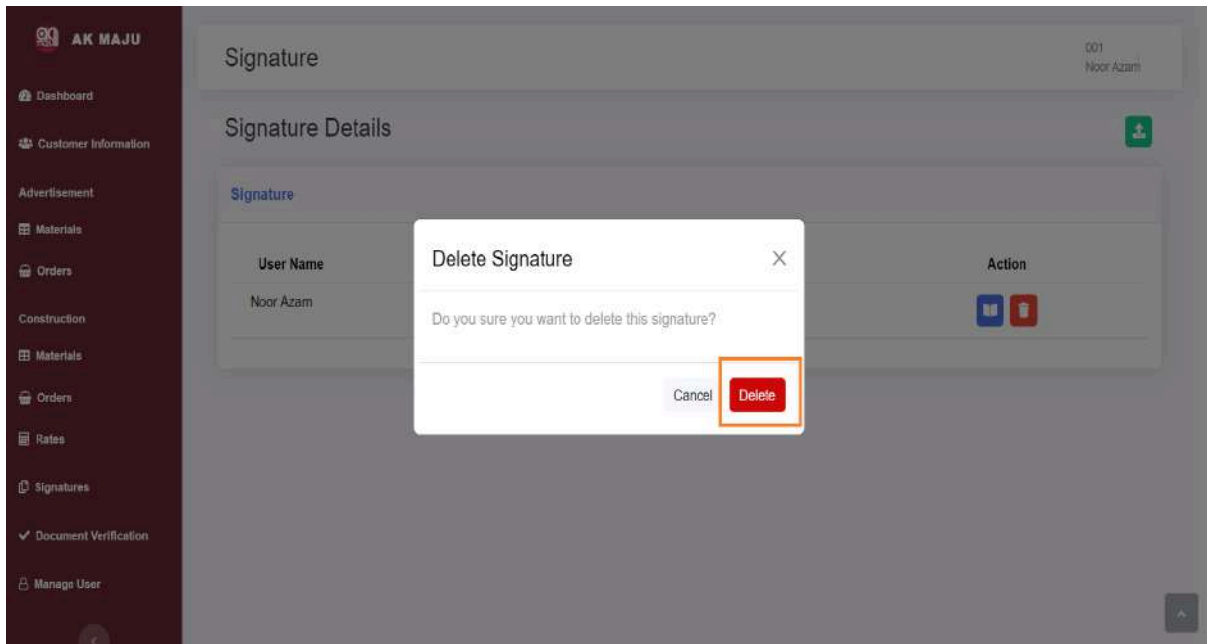 AK MAJU
Dashboard
Customer Information
Advertisement
Materials
Orders
Construction
Materials
Orders
Rates
Signatures
Document Verification
Manage User
Signature
001
Noor Azam
Signature Details
Signature
User Name
Action
Noor Azam
Delete Signature
Do you sure you want to delete this signature?
Cancel
Delete